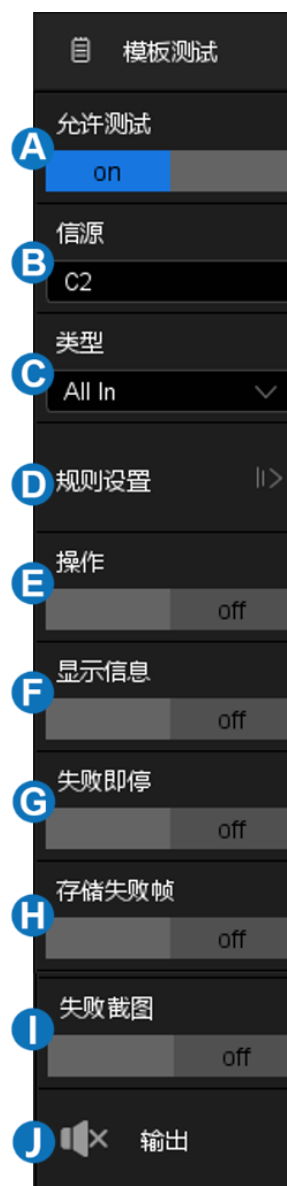 模板测试
允许测试
A
on
信源
B
C2
类型
C
All In
D 规则设置
操作
E
off
显示信息
F
off
失败即停
G
off
存储失败帧
H
off
失败截图
I
off
J 输出